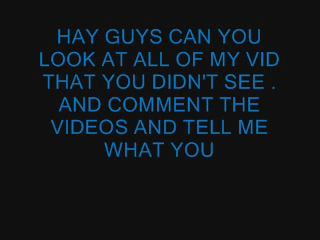 HAY GUYS CAN YOU
LOOK AT ALL OF MY VID
THAT YOU DIDN'T SEE .
AND COMMENT THE
VIDEOS AND TELL ME
WHAT YOU